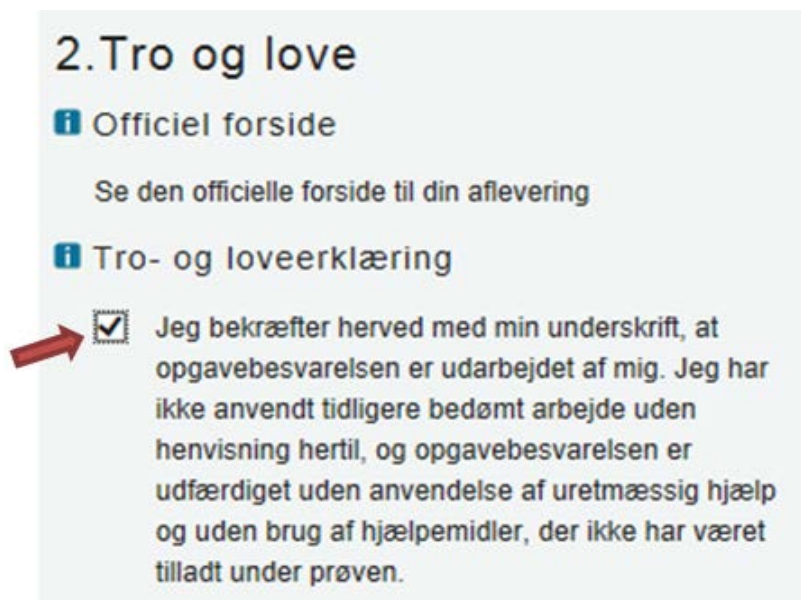 2.Tro og love
Officiel forside
Se den officielle forside til din aflevering
Tro- og loveerklæring
Jeg bekræfter herved med min underskrift, at
opgavebesvarelsen er udarbejdet af mig. Jeg har
ikke anvendt tidligere bedømt arbejde uden
henvisning hertil, og opgavebesvarelsen er
udfærdiget uden anvendelse af uretmæssig hjælp
og uden brug af hjælpemidler, der ikke har været
tilladt under prøven.